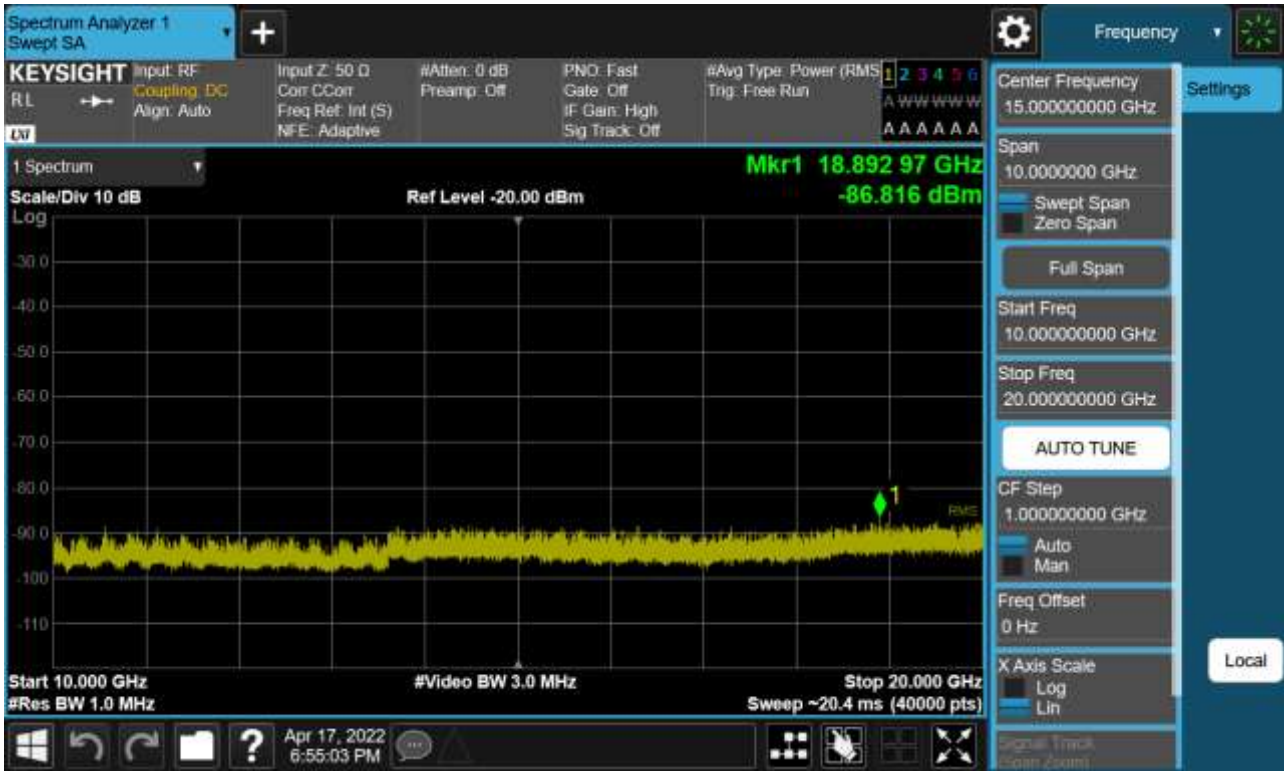 Spectrum Analyzer 1
Swept SA
+
Frequency
KEYSIGHT
RL
LXI
Input: RF
Coupling: DC
Align: Auto
Input Z: 50 Ω
Corr CCorr
Freq Ref: Int (S)
NFE: Adaptive
#Atten: 0 dB
Preamp: Off
PNO: Fast
Gate: Off
IF Gain: High
Sig Track: Off
#Avg Type: Power (RMS
Trig: Free Run
1 2 3 4 5 6
A W W W W W
A A A A A A
1 Spectrum
Scale/Div 10 dB
Ref Level -20.00 dBm
Mkr1 18.892 97 GHz
-86.816 dBm
Log
-30.0
-40.0
-50.0
-60.0
-70.0
-80.0
-90.0
-100
-110
1
RMS
Start 10.000 GHz
#Res BW 1.0 MHz
#Video BW 3.0 MHz
Stop 20.000 GHz
Sweep ~20.4 ms (40000 pts)
Center Frequency
15.000000000 GHz
Span
10.0000000 GHz
Swept Span
Zero Span
Full Span
Start Freq
10.000000000 GHz
Stop Freq
20.000000000 GHz
AUTO TUNE
CF Step
1.000000000 GHz
Auto
Man
Freq Offset
0 Hz
X Axis Scale
Log
Lin
Signal Track
(Span Zoom)
Settings
Local
?
Apr 17, 2022
6:55:03 PM